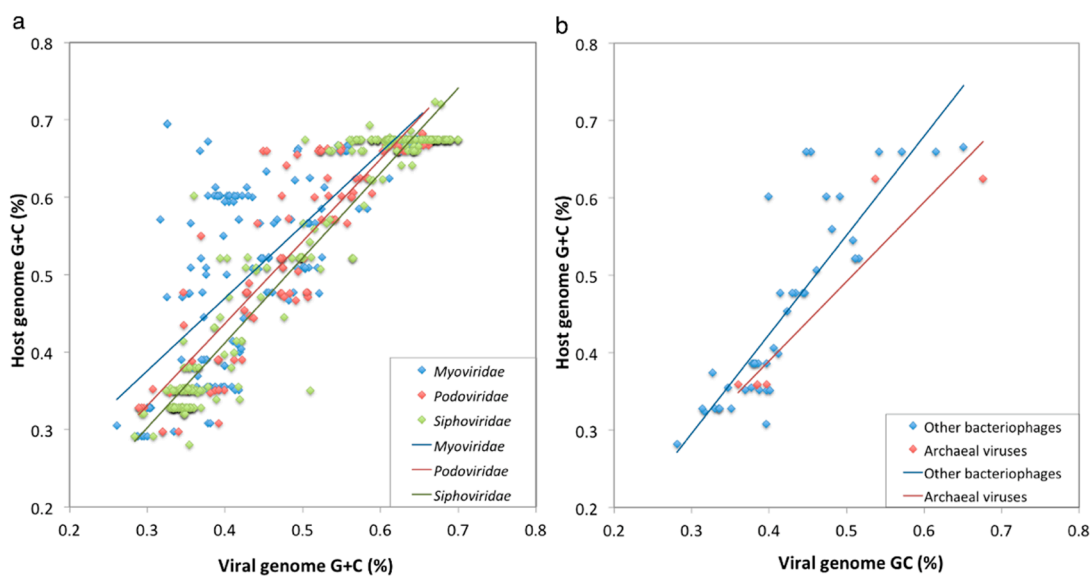 a
0.8
0.7
0.6
0.5
0.4
0.3
0.2
Host genome G+C (%)
0.2 0.3 0.4 0.5 0.6 0.7 0.8
Viral genome G+C (%)
Myoviridae
Podoviridae
Siphoviridae
Myoviridae
Podoviridae
Siphoviridae
b
0.8
0.7
0.6
0.5
0.4
0.3
0.2
Host genome G+C (%)
0.2 0.3 0.4 0.5 0.6 0.7 0.8
Viral genome GC (%)
Other bacteriophages
Archaeal viruses
Other bacteriophages
Archaeal viruses